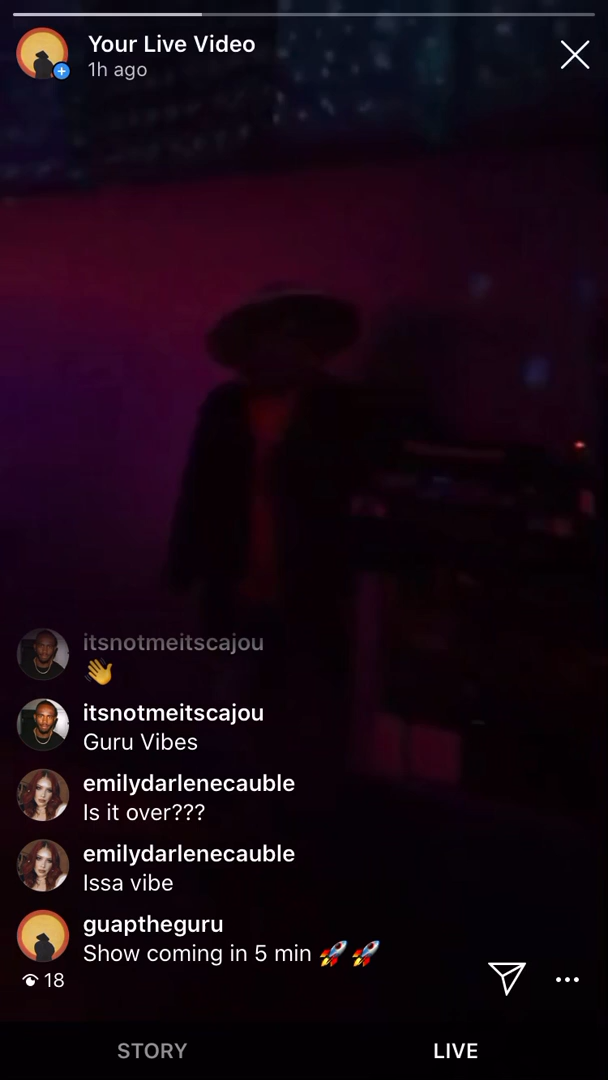 Your Live Video
1h ago
itsnotmeitscajou
👋
itsnotmeitscajou
Guru Vibes
emilydarlenecauble
Is it over???
emilydarlenecauble
Issa vibe
guaptheguru
Show coming in 5 min 🚀 🚀
18
STORY LIVE